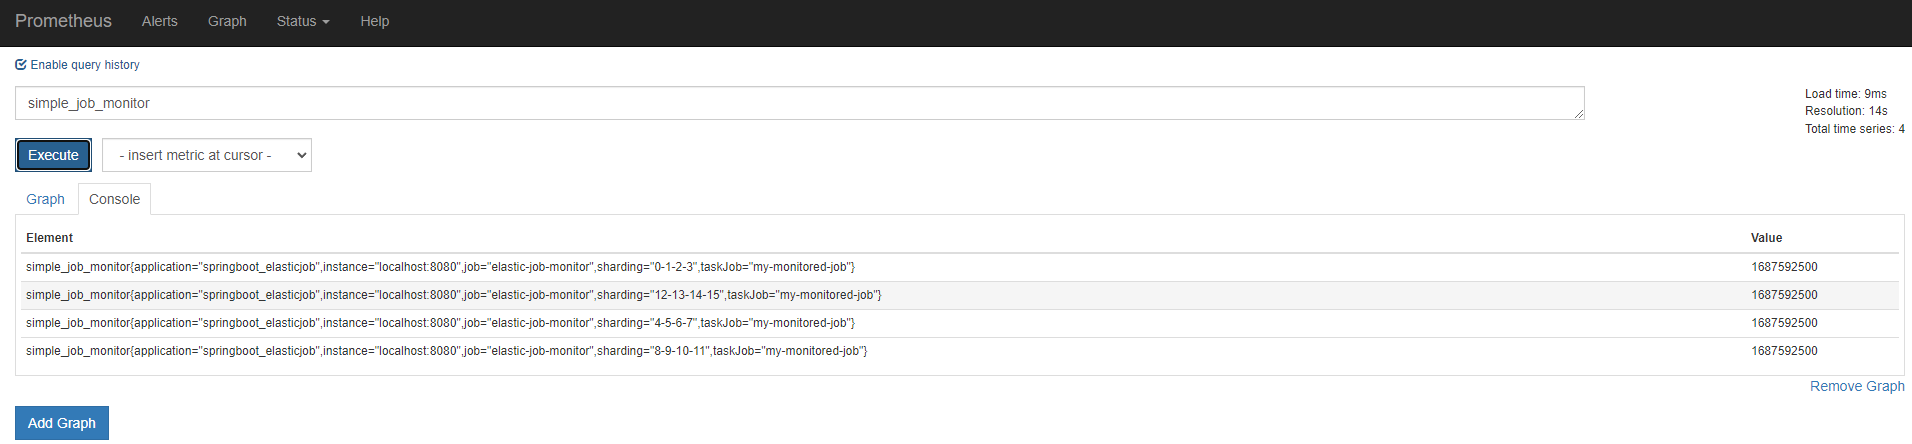 Prometheus Alerts Graph Status Help
Enable query history
simple_job_monitor
Load time: 9ms
Resolution: 14s
Total time series: 4
Execute - insert metric at cursor -
Graph Console
Element Value
simple_job_monitor{application="springboot_elasticjob",instance="localhost:8080",job="elastic-job-monitor",sharding="0-1-2-3",taskJob="my-monitored-job"} 1687592500
simple_job_monitor{application="springboot_elasticjob",instance="localhost:8080",job="elastic-job-monitor",sharding="12-13-14-15",taskJob="my-monitored-job"} 1687592500
simple_job_monitor{application="springboot_elasticjob",instance="localhost:8080",job="elastic-job-monitor",sharding="4-5-6-7",taskJob="my-monitored-job"} 1687592500
simple_job_monitor{application="springboot_elasticjob",instance="localhost:8080",job="elastic-job-monitor",sharding="8-9-10-11",taskJob="my-monitored-job"} 1687592500
Remove Graph
Add Graph